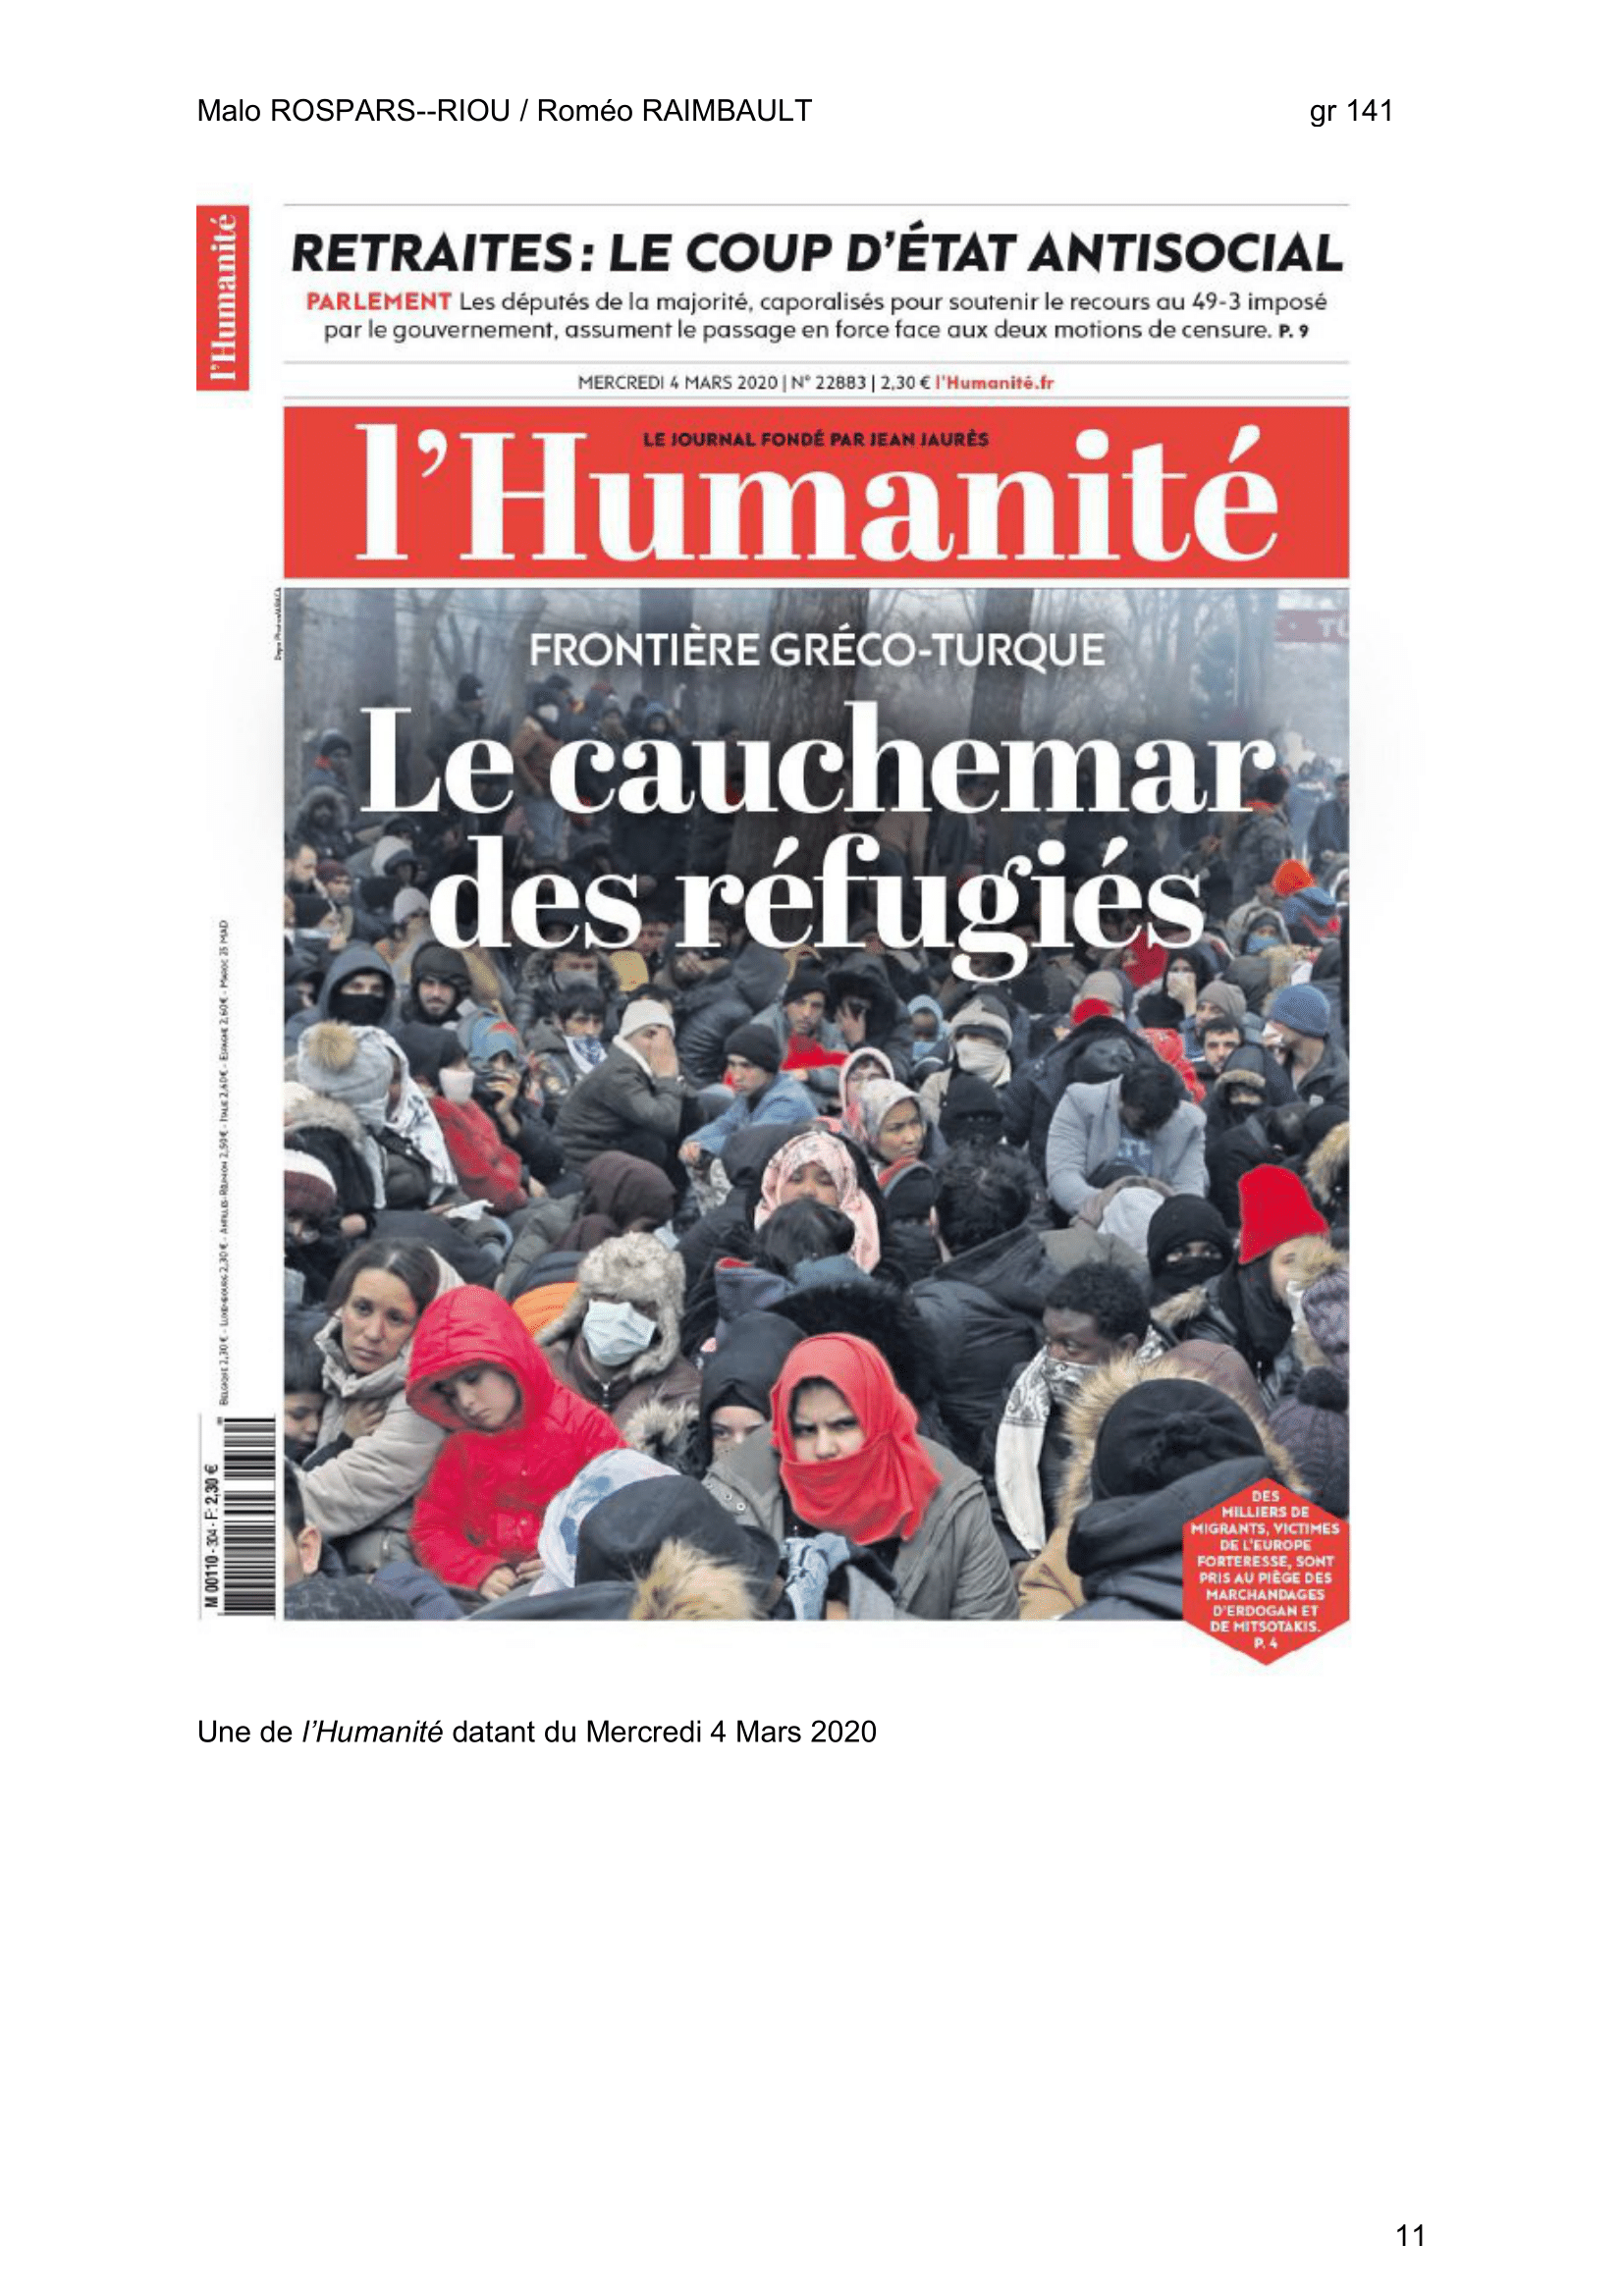 Malo ROSPARS--RIOU / Roméo RAIMBAULT gr 141
l'Humanité
RETRAITES : LE COUP D'ÉTAT ANTISOCIAL
PARLEMENT Les députés de la majorité, caporalisés pour soutenir le recours au 49-3 imposé
par le gouvernement, assument le passage en force face aux deux motions de censure. P. 9
MERCREDI 4 MARS 2020 | N° 22883 | 2,30 € l'Humanité.fr
LE JOURNAL FONDÉ PAR JEAN JAURÈS
l'Humanité
FRONTIÈRE GRÉCO-TURQUE
Le cauchemar
des réfugiés
BELGIQUE 2,30 € - LUXEMBOURG 2,30 € - ANTILLES-RÉUNION 2,50 € - ITALIE 2,40 € - ESPAGNE 2,60 € - MAROC 25 MAD
M 00110 - 304 - F: 2,30 €
DES
MILLIERS DE
MIGRANTS, VICTIMES
DE L'EUROPE
FORTERESSE, SONT
PRIS AU PIÈGE DES
MARCHANDAGES
D'ERDOGAN ET
DE MITSOTAKIS.
P. 4
Une de l'Humanité datant du Mercredi 4 Mars 2020
11